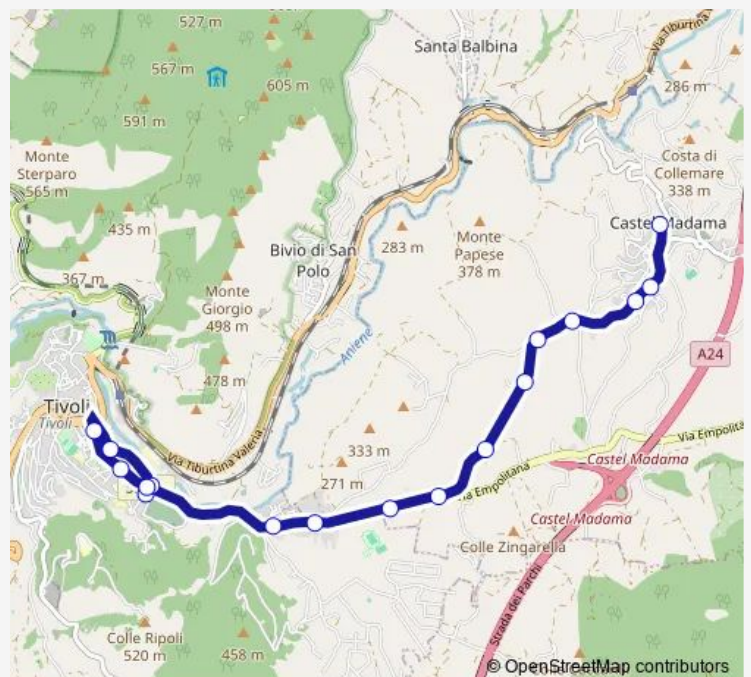 527 m
567 m
605 m
591 m
Santa Balbina
Via Tiburtina
286 m
Monte
Sterparo
565 m
Costa di
Collemare
338 m
435 m
Castel Madama
Bivio di San
Polo
283 m
Monte
Papese
378 m
367 m
Monte
Giorgio
498 m
Aniene
A24
478 m
Tivoli
Tivoli
Via Tiburtina Valeria
333 m
271 m
Via Empolitana
Via Empolita
Castel Madama
Castel Madama
Colle Zingarella
Strada dei Parchi
Colle Ripoli
520 m
458 m
© OpenStreetMap contributors